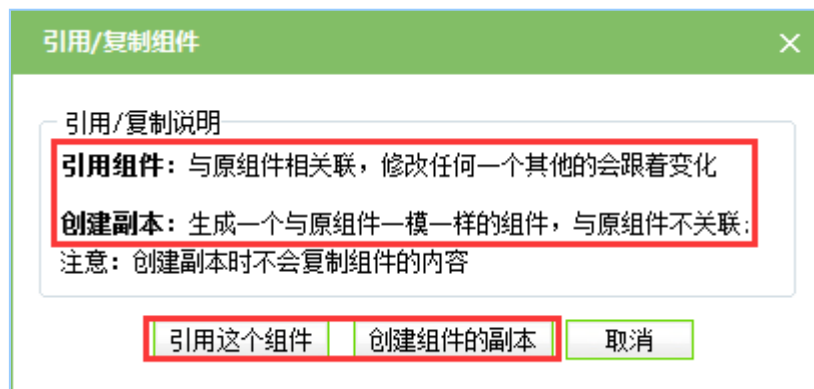 引用/复制组件
引用/复制说明
引用组件：与原组件相关联，修改任何一个其他的会跟着变化
创建副本：生成一个与原组件一模一样的组件，与原组件不关联；
注意：创建副本时不会复制组件的内容
引用这个组件 创建组件的副本 取消